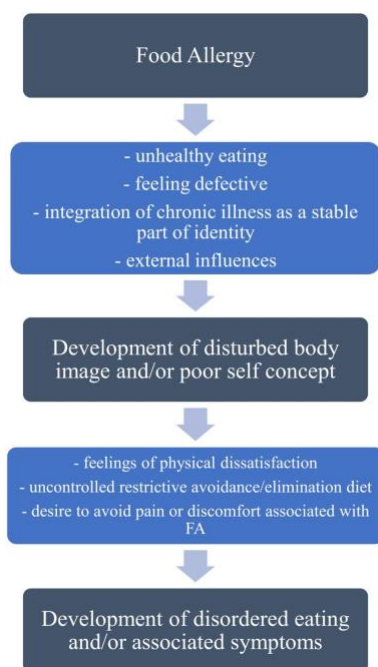 Food Allergy
- unhealthy eating
- feeling defective
- integration of chronic illness as a stable
part of identity
- external influences
Development of disturbed body
image and/or poor self concept
- feelings of physical dissatisfaction
- uncontrolled restrictive avoidance/elimination diet
- desire to avoid pain or discomfort associated with
FA
Development of disordered eating
and/or associated symptoms